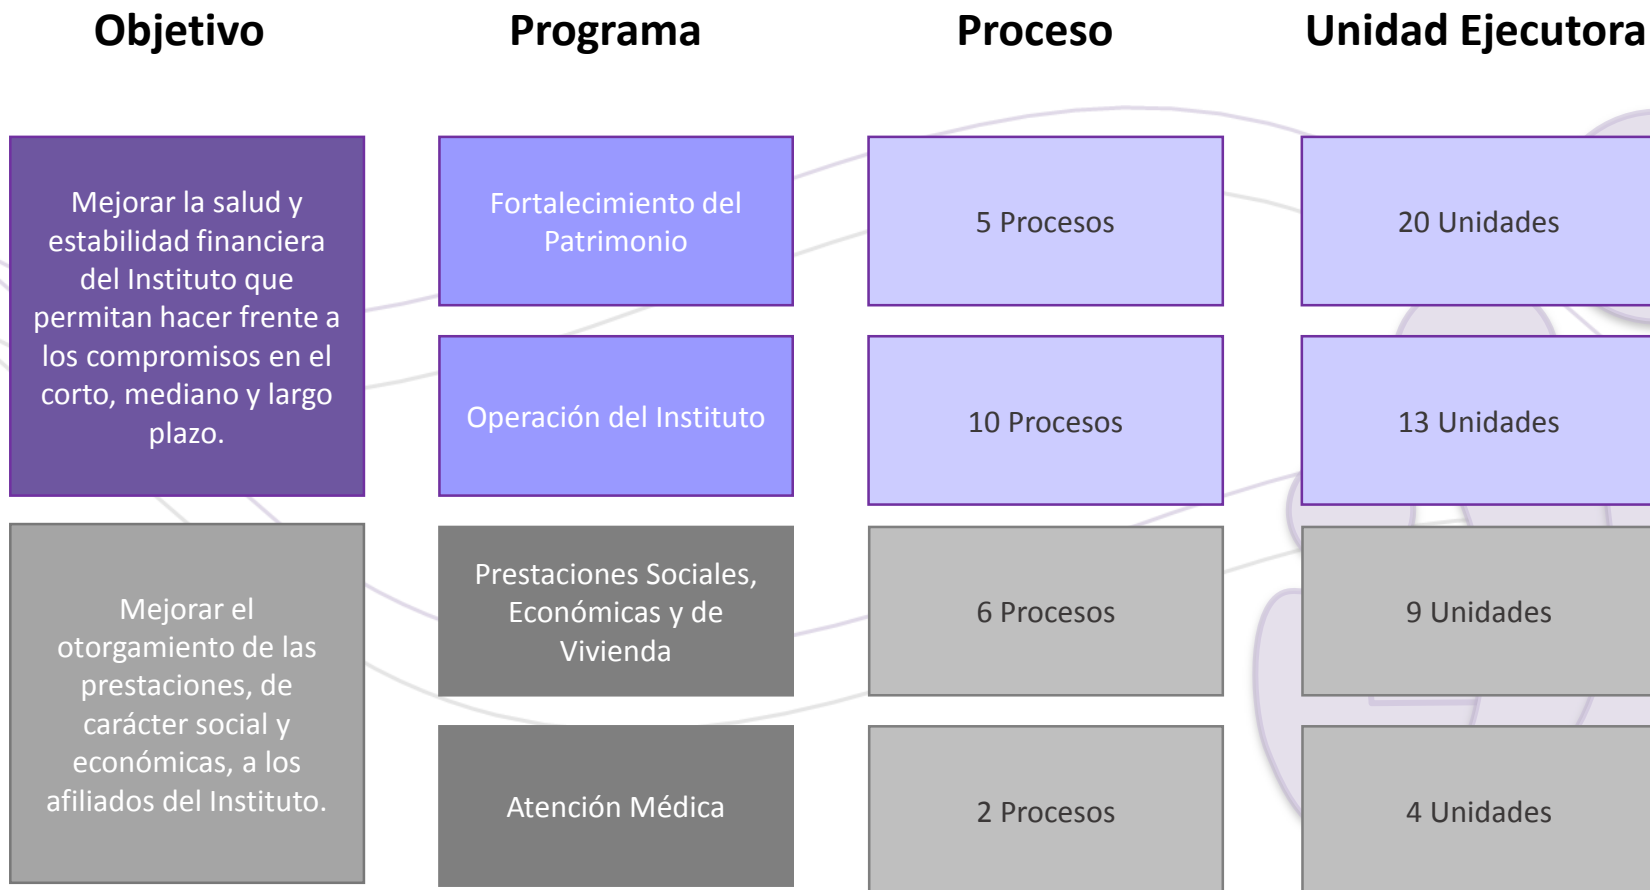 Objetivo
Programa
Proceso
Unidad Ejecutora
Mejorar la salud y
estabilidad financiera
del Instituto que
permitan hacer frente a
los compromisos en el
corto, mediano y largo
plazo.
Fortalecimiento del
Patrimonio
5 Procesos
20 Unidades
Operación del Instituto
10 Procesos
13 Unidades
Mejorar el
otorgamiento de las
prestaciones, de
carácter social y
económicas, a los
afiliados del Instituto.
Prestaciones Sociales,
Económicas y de
Vivienda
6 Procesos
9 Unidades
Atención Médica
2 Procesos
4 Unidades